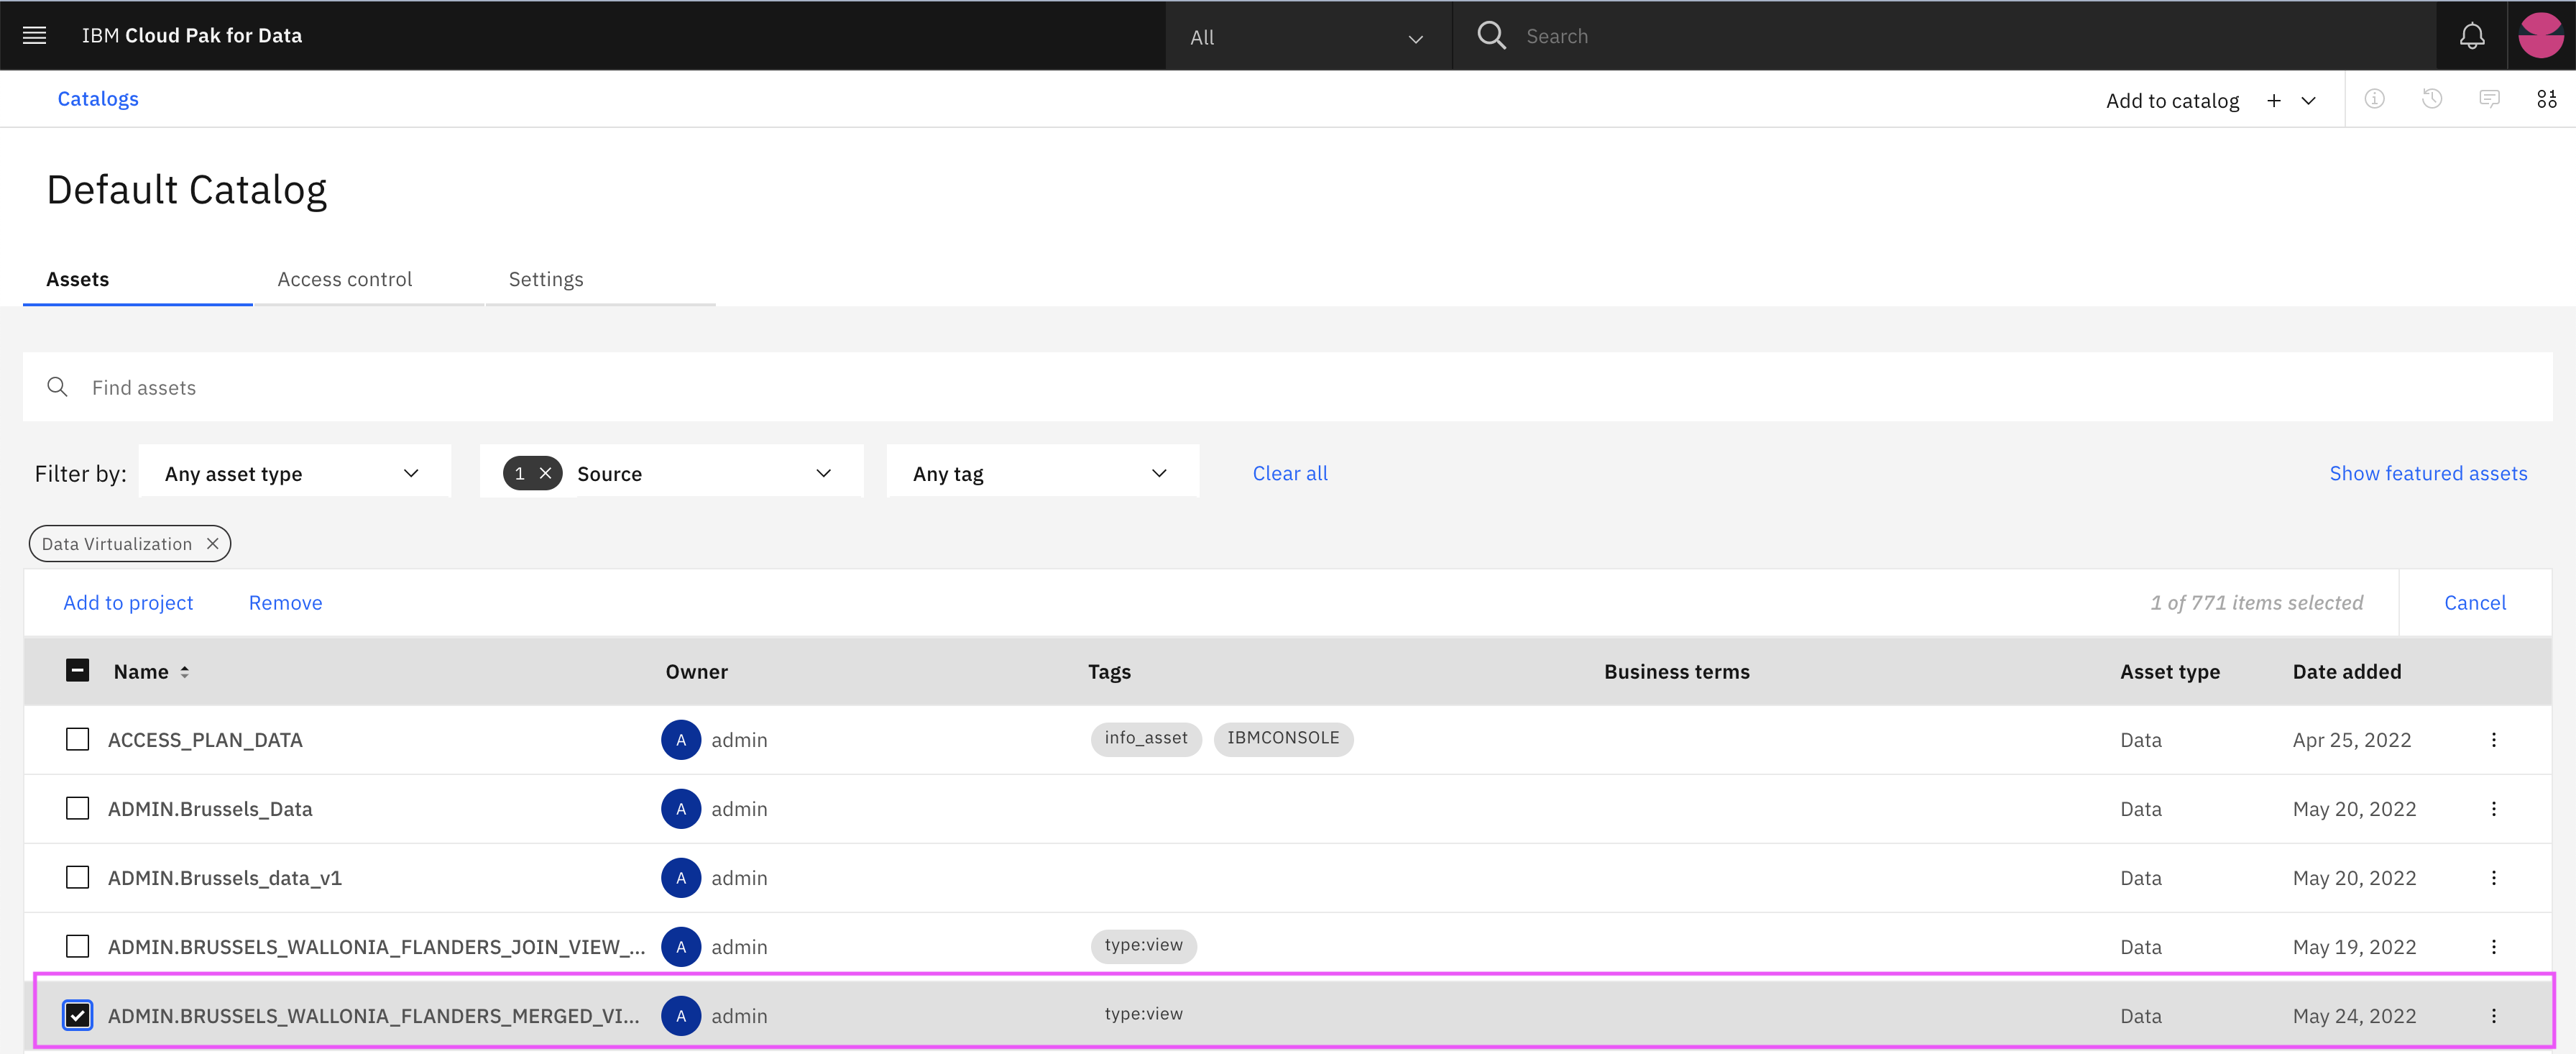 IBM Cloud Pak for Data
All
Search
Catalogs
Add to catalog
Default Catalog
Assets Access control Settings
Find assets
Filter by: Any asset type 1 Source Any tag Clear all Show featured assets
Data Virtualization
Add to project Remove 1 of 771 items selected Cancel
Name Owner Tags Business terms Asset type Date added
ACCESS_PLAN_DATA A admin info_asset IBMCONSOLE Data Apr 25, 2022
ADMIN.Brussels_Data A admin Data May 20, 2022
ADMIN.Brussels_data_v1 A admin Data May 20, 2022
ADMIN.BRUSSELS_WALLONIA_FLANDERS_JOIN_VIEW_... A admin type:view Data May 19, 2022
ADMIN.BRUSSELS_WALLONIA_FLANDERS_MERGED_VI... A admin type:view Data May 24, 2022